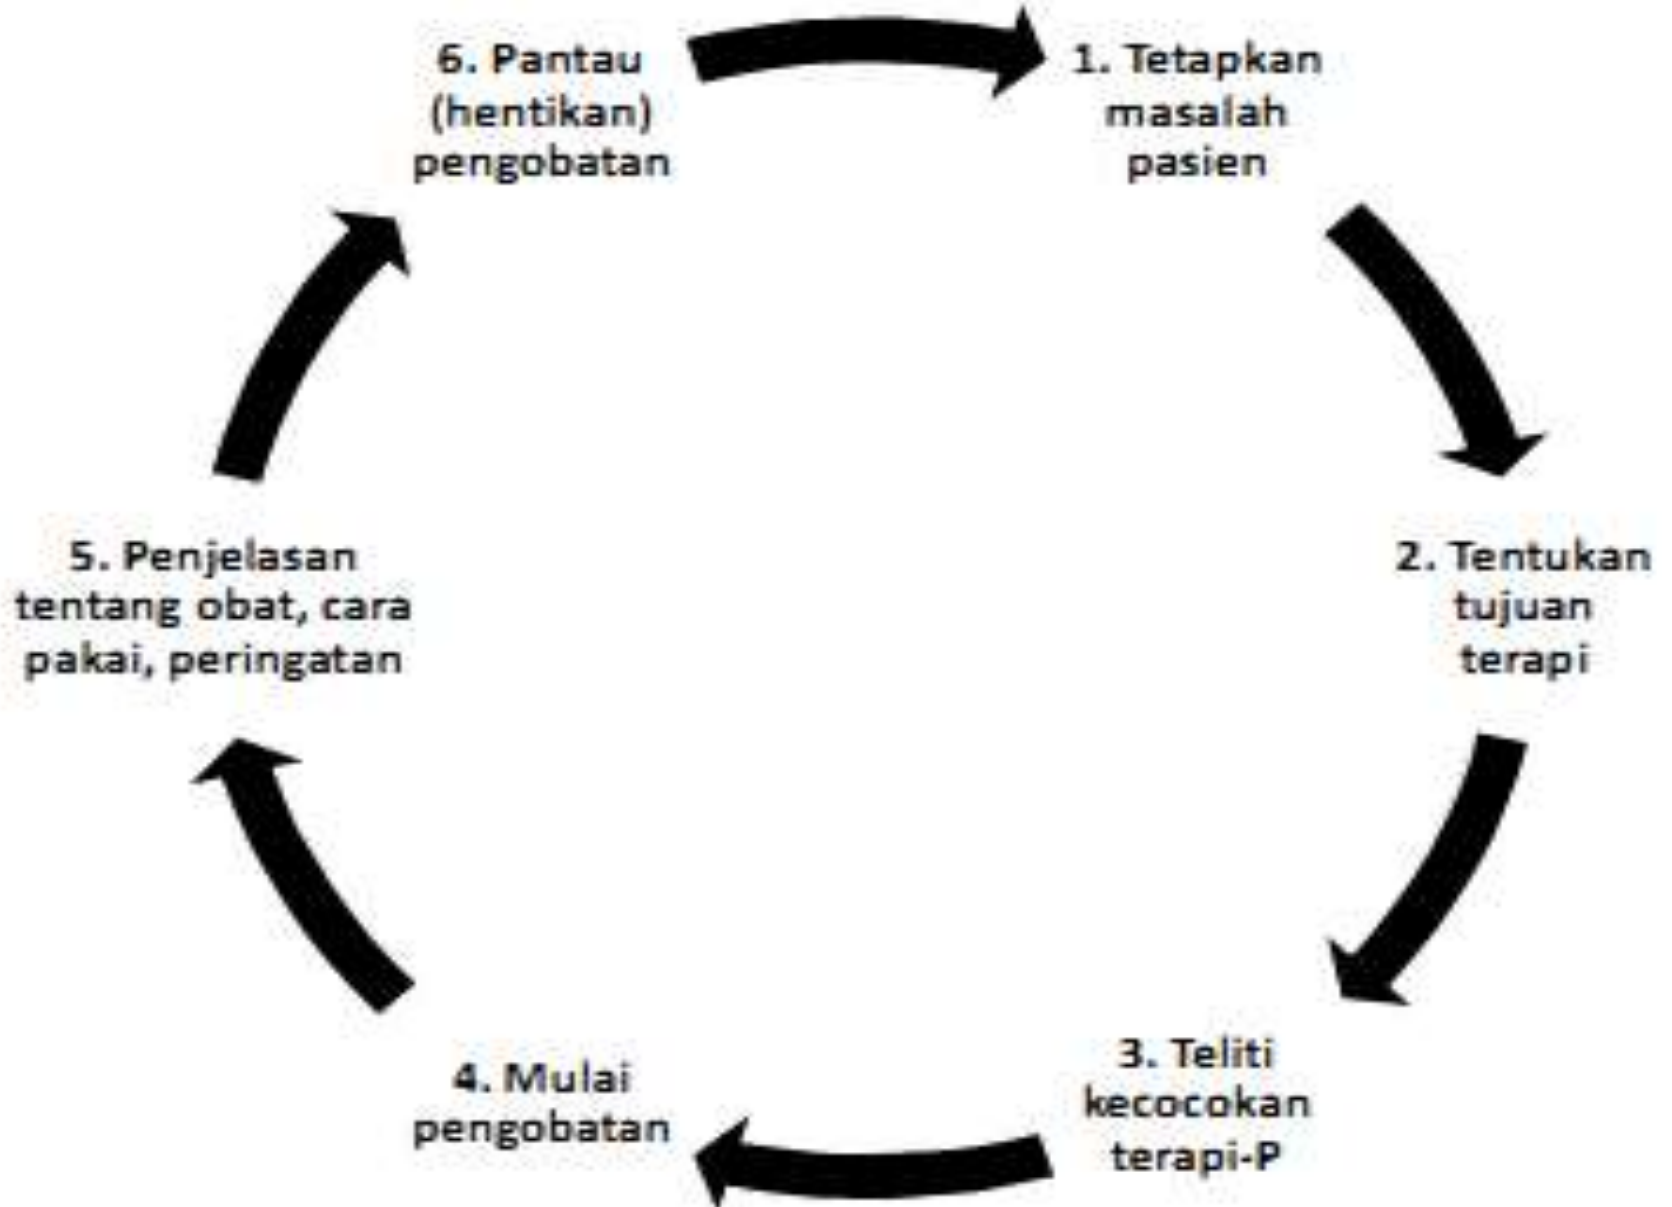 1. Tetapkan
masalah
pasien
2. Tentukan
tujuan
terapi
3. Teliti
kecocokan
terapi-P
4. Mulai
pengobatan
5. Penjelasan
tentang obat, cara
pakai, peringatan
6. Pantau
(hentikan)
pengobatan